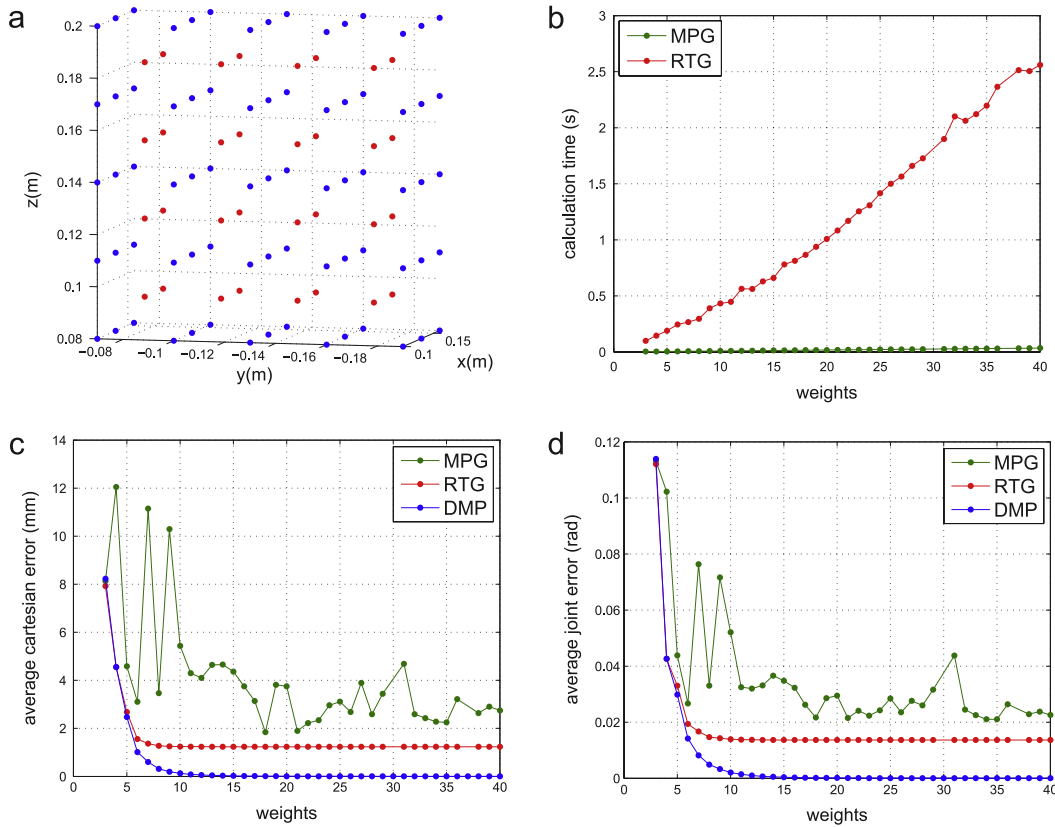 a
0.2
0.18
0.16
0.14
0.12
0.1
0.08
z(m)
−0.08
−0.1
−0.12
−0.14
−0.16
−0.18
y(m)
0.1
0.15
x(m)
b
3
2.5
2
1.5
1
0.5
0
calculation time (s)
MPG
RTG
0 5 10 15 20 25 30 35 40
weights
c
14
12
10
8
6
4
2
0
average cartesian error (mm)
MPG
RTG
DMP
0 5 10 15 20 25 30 35 40
weights
d
0.12
0.1
0.08
0.06
0.04
0.02
0
average joint error (rad)
MPG
RTG
DMP
0 5 10 15 20 25 30 35 40
weights